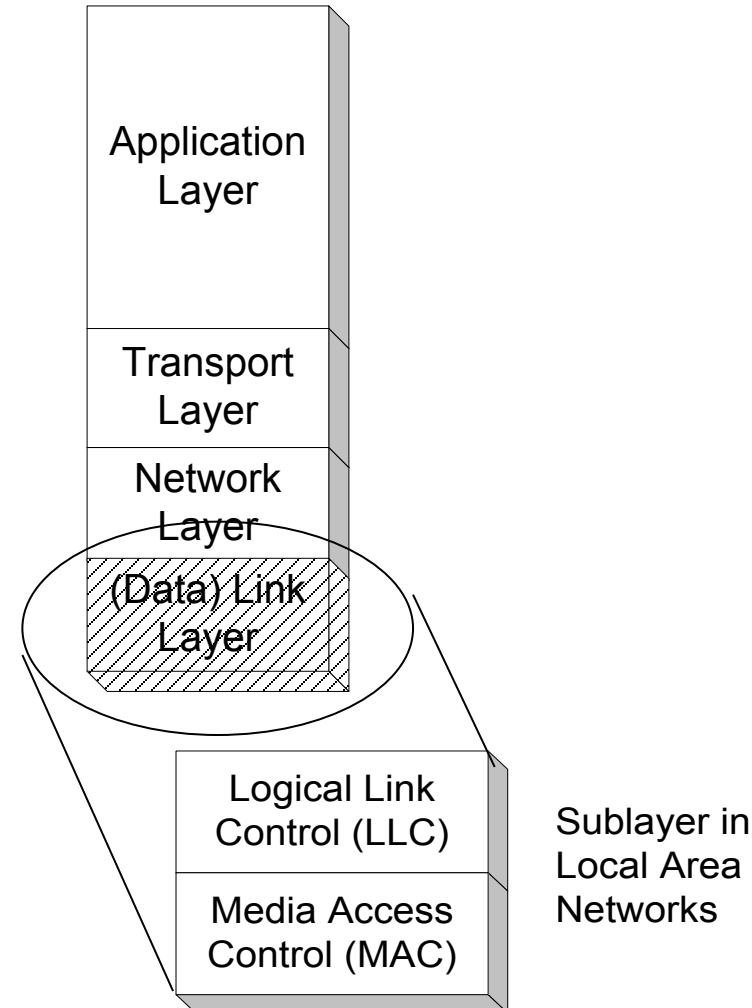 Application
Layer
Transport
Layer
Network
Layer
(Data) Link
Layer
Logical Link
Control (LLC)
Media Access
Control (MAC)
Sublayer in
Local Area
Networks